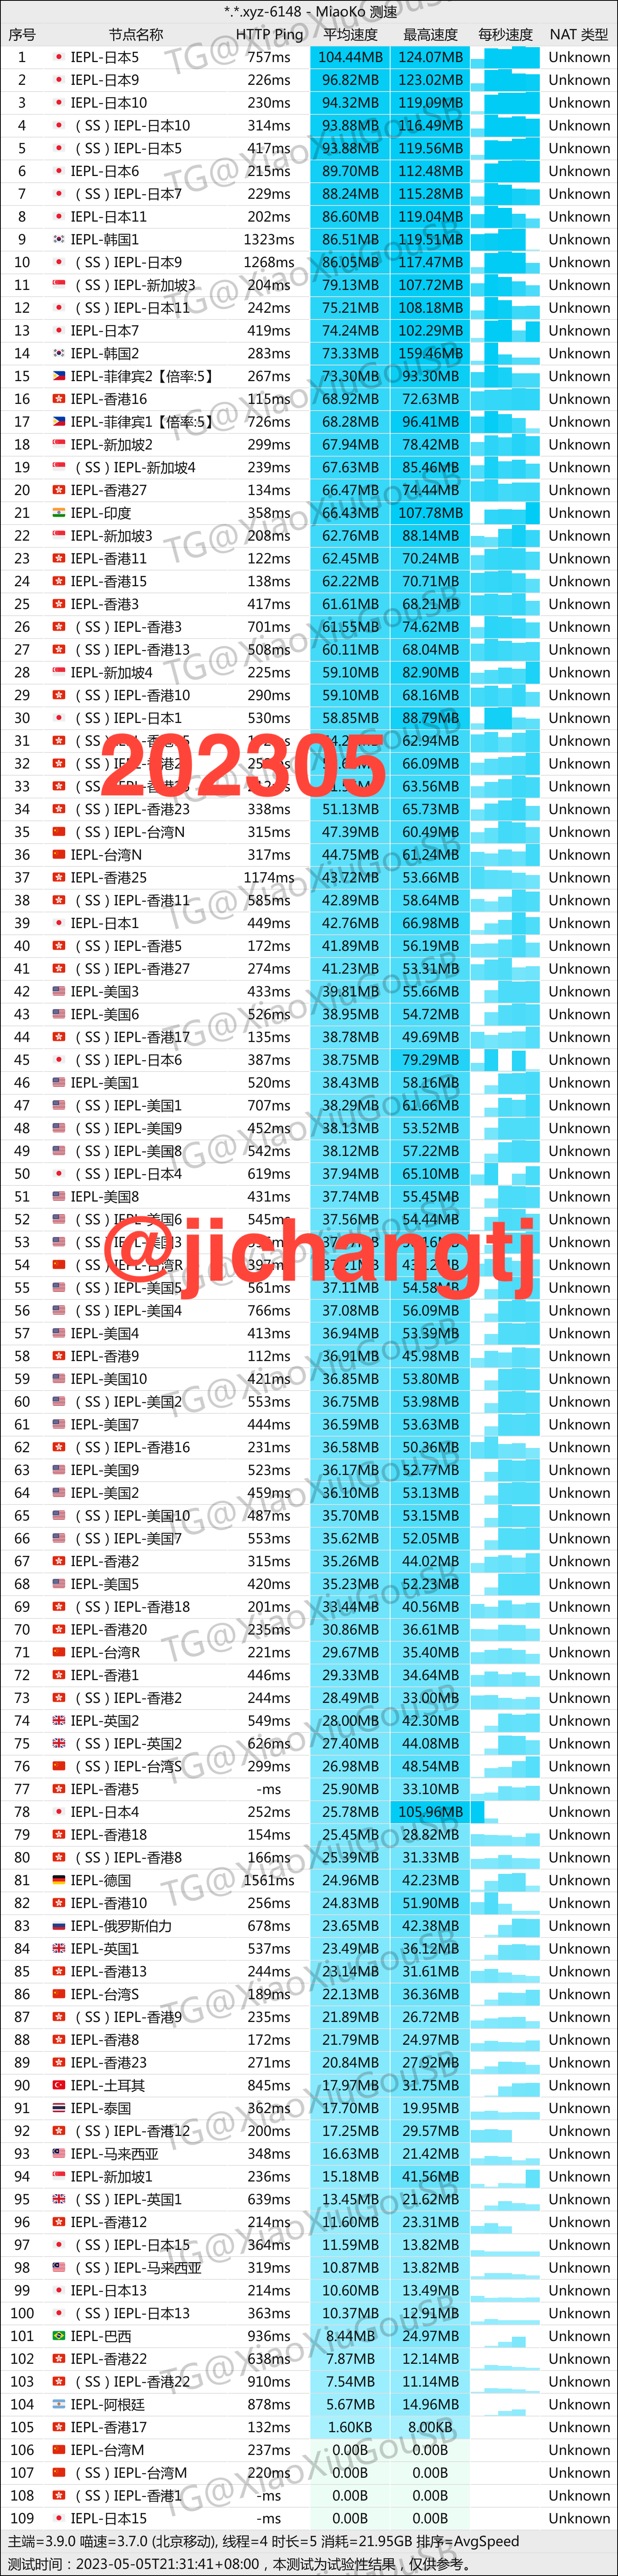 *.*.xyz-6148 - MiaoKo 测速
序号 节点名称 HTTP Ping 平均速度 最高速度 每秒速度 NAT 类型
1 IEPL-日本5 757ms 104.44MB 124.07MB Unknown
2 IEPL-日本9 226ms 96.82MB 123.02MB Unknown
3 IEPL-日本10 230ms 94.32MB 119.09MB Unknown
4 （SS）IEPL-日本10 314ms 93.88MB 116.49MB Unknown
5 （SS）IEPL-日本5 417ms 93.88MB 119.56MB Unknown
6 IEPL-日本6 215ms 89.70MB 112.48MB Unknown
7 （SS）IEPL-日本7 229ms 88.24MB 115.28MB Unknown
8 IEPL-日本11 202ms 86.60MB 119.04MB Unknown
9 IEPL-韩国1 1323ms 86.51MB 119.51MB Unknown
10 （SS）IEPL-日本9 1268ms 86.05MB 117.47MB Unknown
11 （SS）IEPL-新加坡3 204ms 79.13MB 107.72MB Unknown
12 （SS）IEPL-日本11 242ms 75.21MB 108.18MB Unknown
13 IEPL-日本7 419ms 74.24MB 102.29MB Unknown
14 IEPL-韩国2 283ms 73.33MB 159.46MB Unknown
15 IEPL-菲律宾2【倍率:5】 267ms 73.30MB 93.30MB Unknown
16 IEPL-香港16 115ms 68.92MB 72.63MB Unknown
17 IEPL-菲律宾1【倍率:5】 726ms 68.28MB 96.41MB Unknown
18 IEPL-新加坡2 299ms 67.94MB 78.42MB Unknown
19 （SS）IEPL-新加坡4 239ms 67.63MB 85.46MB Unknown
20 IEPL-香港27 134ms 66.47MB 74.44MB Unknown
21 IEPL-印度 358ms 66.43MB 107.78MB Unknown
22 IEPL-新加坡3 208ms 62.76MB 88.14MB Unknown
23 IEPL-香港11 122ms 62.45MB 70.24MB Unknown
24 IEPL-香港15 138ms 62.22MB 70.71MB Unknown
25 IEPL-香港3 417ms 61.61MB 68.21MB Unknown
26 （SS）IEPL-香港3 701ms 61.55MB 74.62MB Unknown
27 （SS）IEPL-香港13 508ms 60.11MB 68.04MB Unknown
28 IEPL-新加坡4 225ms 59.10MB 82.90MB Unknown
29 （SS）IEPL-香港10 290ms 59.10MB 68.16MB Unknown
30 （SS）IEPL-日本1 530ms 58.85MB 88.79MB Unknown
31 （SS） 62.94MB Unknown
32 （SS） 66.09MB Unknown
33 （SS） 63.56MB Unknown
202305
34 （SS）IEPL-香港23 338ms 51.13MB 65.73MB Unknown
35 （SS）IEPL-台湾N 315ms 47.39MB 60.49MB Unknown
36 IEPL-台湾N 317ms 44.75MB 61.24MB Unknown
37 IEPL-香港25 1174ms 43.72MB 53.66MB Unknown
38 （SS）IEPL-香港11 585ms 42.89MB 58.64MB Unknown
39 IEPL-日本1 449ms 42.76MB 66.98MB Unknown
40 （SS）IEPL-香港5 172ms 41.89MB 56.19MB Unknown
41 （SS）IEPL-香港27 274ms 41.23MB 53.31MB Unknown
42 IEPL-美国3 433ms 39.81MB 55.66MB Unknown
43 IEPL-美国6 526ms 38.95MB 54.72MB Unknown
44 （SS）IEPL-香港17 135ms 38.78MB 49.69MB Unknown
45 （SS）IEPL-日本6 387ms 38.75MB 79.29MB Unknown
46 IEPL-美国1 520ms 38.43MB 58.16MB Unknown
47 （SS）IEPL-美国1 707ms 38.29MB 61.66MB Unknown
48 （SS）IEPL-美国9 452ms 38.13MB 53.52MB Unknown
49 （SS）IEPL-美国8 542ms 38.12MB 57.22MB Unknown
50 （SS）IEPL-日本4 619ms 37.94MB 65.10MB Unknown
51 IEPL-美国8 431ms 37.74MB 55.45MB Unknown
52 （SS）IEPL-美国6 545ms 37.56MB 54.44MB Unknown
53 （SS） Unknown
@jichangtj
54 （SS）IEPL-台湾R 397ms 37.21MB Unknown
55 （SS）IEPL-美国5 561ms 37.11MB 54.58MB Unknown
56 （SS）IEPL-美国4 766ms 37.08MB 56.09MB Unknown
57 IEPL-美国4 413ms 36.94MB 53.39MB Unknown
58 IEPL-香港9 112ms 36.91MB 45.98MB Unknown
59 IEPL-美国10 421ms 36.85MB 53.80MB Unknown
60 （SS）IEPL-美国2 553ms 36.75MB 53.98MB Unknown
61 IEPL-美国7 444ms 36.59MB 53.63MB Unknown
62 （SS）IEPL-香港16 231ms 36.58MB 50.36MB Unknown
63 IEPL-美国9 523ms 36.17MB 52.77MB Unknown
64 IEPL-美国2 459ms 36.10MB 53.13MB Unknown
65 （SS）IEPL-美国10 487ms 35.70MB 53.15MB Unknown
66 （SS）IEPL-美国7 553ms 35.62MB 52.05MB Unknown
67 IEPL-香港2 315ms 35.26MB 44.02MB Unknown
68 IEPL-美国5 420ms 35.23MB 52.23MB Unknown
69 （SS）IEPL-香港18 201ms 33.44MB 40.56MB Unknown
70 IEPL-香港20 235ms 30.86MB 36.61MB Unknown
71 IEPL-台湾R 221ms 29.67MB 35.40MB Unknown
72 IEPL-香港1 446ms 29.33MB 34.64MB Unknown
73 （SS）IEPL-香港2 244ms 28.49MB 33.00MB Unknown
74 IEPL-英国2 549ms 28.00MB 42.30MB Unknown
75 （SS）IEPL-英国2 626ms 27.40MB 44.08MB Unknown
76 （SS）IEPL-台湾S 299ms 26.98MB 48.54MB Unknown
77 IEPL-香港5 -ms 25.90MB 33.10MB Unknown
78 IEPL-日本4 252ms 25.78MB 105.96MB Unknown
79 IEPL-香港18 154ms 25.45MB 28.82MB Unknown
80 （SS）IEPL-香港8 166ms 25.39MB 31.33MB Unknown
81 IEPL-德国 1561ms 24.96MB 42.23MB Unknown
82 IEPL-香港10 256ms 24.83MB 51.90MB Unknown
83 IEPL-俄罗斯伯力 678ms 23.65MB 42.38MB Unknown
84 IEPL-英国1 537ms 23.49MB 36.12MB Unknown
85 IEPL-香港13 244ms 23.14MB 31.61MB Unknown
86 IEPL-台湾S 189ms 22.13MB 36.36MB Unknown
87 （SS）IEPL-香港9 235ms 21.89MB 26.72MB Unknown
88 IEPL-香港8 172ms 21.79MB 24.97MB Unknown
89 IEPL-香港23 271ms 20.84MB 27.92MB Unknown
90 IEPL-土耳其 845ms 17.97MB 31.75MB Unknown
91 IEPL-泰国 362ms 17.70MB 19.95MB Unknown
92 （SS）IEPL-香港12 200ms 17.25MB 29.57MB Unknown
93 IEPL-马来西亚 348ms 16.63MB 21.42MB Unknown
94 IEPL-新加坡1 236ms 15.18MB 41.56MB Unknown
95 （SS）IEPL-英国1 639ms 13.45MB 21.62MB Unknown
96 IEPL-香港12 214ms 11.60MB 23.31MB Unknown
97 （SS）IEPL-日本15 364ms 11.59MB 13.82MB Unknown
98 （SS）IEPL-马来西亚 319ms 10.87MB 13.82MB Unknown
99 IEPL-日本13 214ms 10.60MB 13.49MB Unknown
100 （SS）IEPL-日本13 363ms 10.37MB 12.91MB Unknown
101 IEPL-巴西 936ms 8.44MB 24.97MB Unknown
102 IEPL-香港22 638ms 7.87MB 12.14MB Unknown
103 （SS）IEPL-香港22 910ms 7.54MB 11.14MB Unknown
104 IEPL-阿根廷 878ms 5.67MB 14.96MB Unknown
105 IEPL-香港17 132ms 1.60KB 8.00KB Unknown
106 IEPL-台湾M 237ms 0.00B 0.00B Unknown
107 （SS）IEPL-台湾M 220ms 0.00B 0.00B Unknown
108 （SS）IEPL-香港1 -ms 0.00B 0.00B Unknown
109 IEPL-日本15 -ms 0.00B 0.00B Unknown
主端=3.9.0 喵速=3.7.0 (北京移动), 线程=4 时长=5 消耗=21.95GB 排序=AvgSpeed
测试时间：2023-05-05T21:31:41+08:00，本测试为试验性结果，仅供参考。
TG@XiaoXiuGouSB